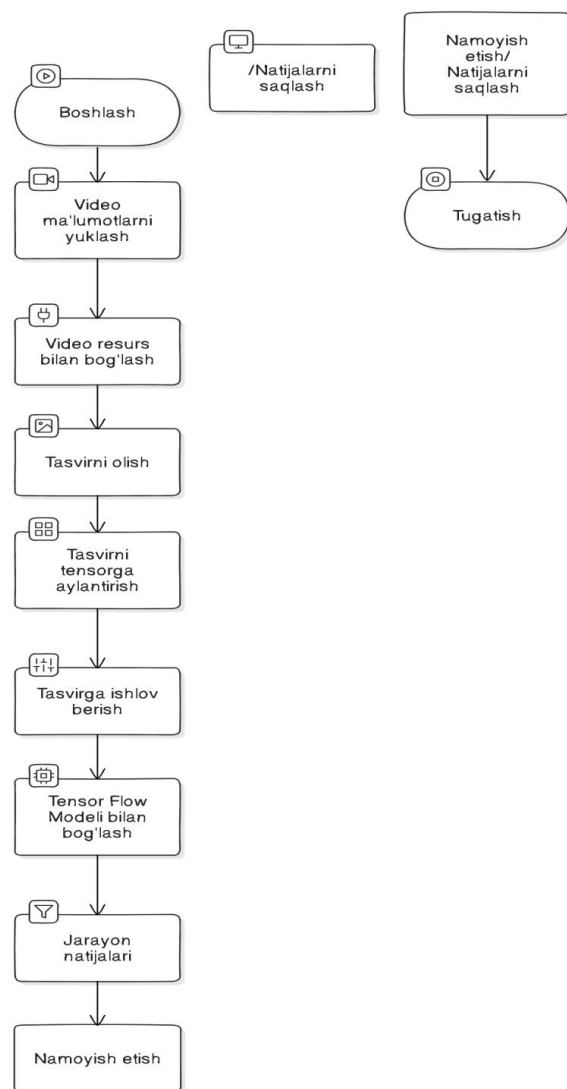 Boshlash
Video
ma'lumotlarni
yuklash
Video resurs
bilan bog'lash
Tasvirni olish
Tasvirni
tensorga
aylantirish
Tasvirga ishlov
berish
Tensor Flow
Modeli bilan
bog'lash
Jarayon
natijalari
Namoyish etish
/Natijalarni
saqlash
Namoyish
etish/
Natijalarni
saqlash
Tugatish